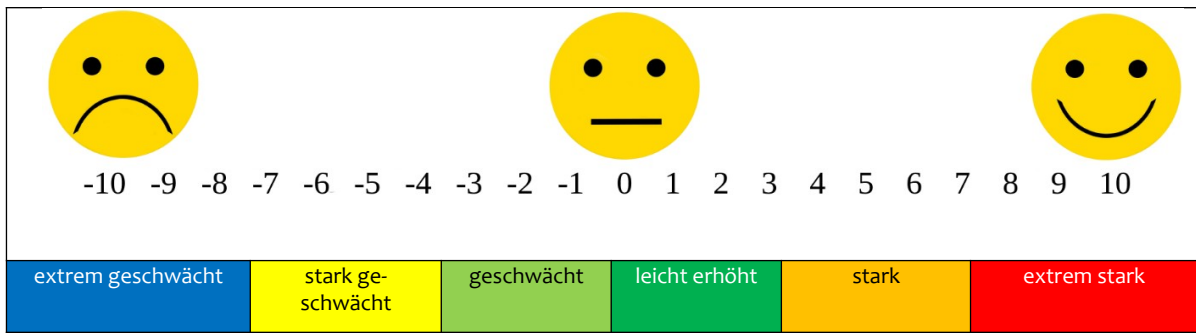 -10 -9 -8 -7 -6 -5 -4 -3 -2 -1 0 1 2 3 4 5 6 7 8 9 10
extrem geschwächt
stark ge-
schwächt
geschwächt
leicht erhöht
stark
extrem stark